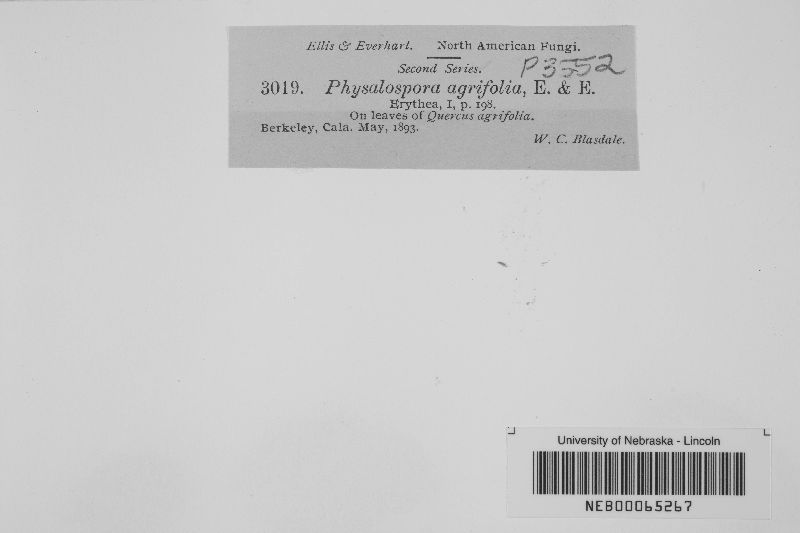 Ellis & Everhart. North American Fungi.
Second Series. P3552
3019. Physalospora agrifolia, E. & E.
Erythea, I, p. 198.
On leaves of Quercus agrifolia.
Berkeley, Cala. May, 1893.
W. C. Blasdale.
University of Nebraska - Lincoln
NEB00065267